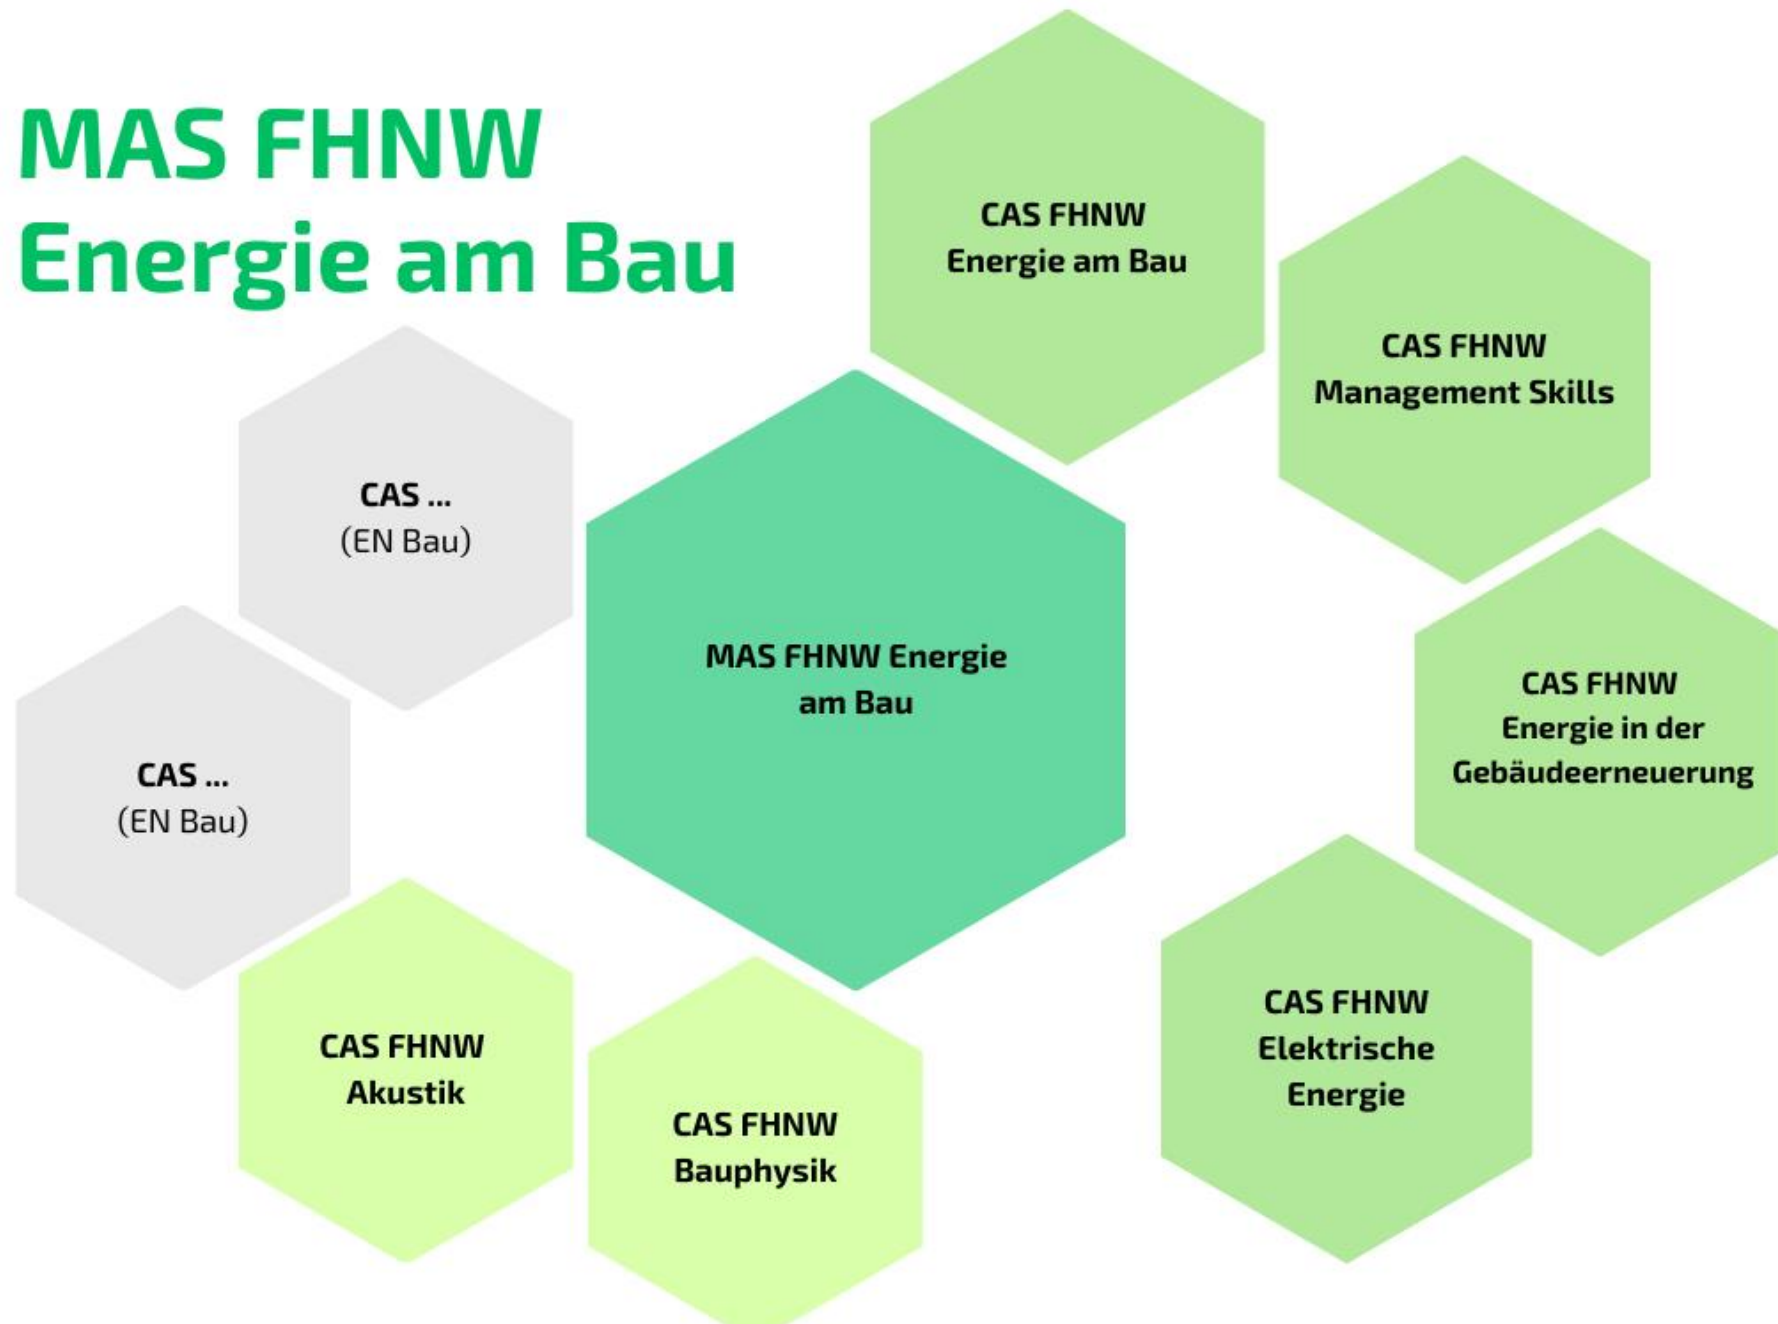 MAS FHNW
Energie am Bau
CAS FHNW
Energie am Bau
CAS FHNW
Management Skills
CAS ...
(EN Bau)
MAS FHNW Energie
am Bau
CAS FHNW
Energie in der
Gebäudeerneuerung
CAS ...
(EN Bau)
CAS FHNW
Elektrische
Energie
CAS FHNW
Akustik
CAS FHNW
Bauphysik